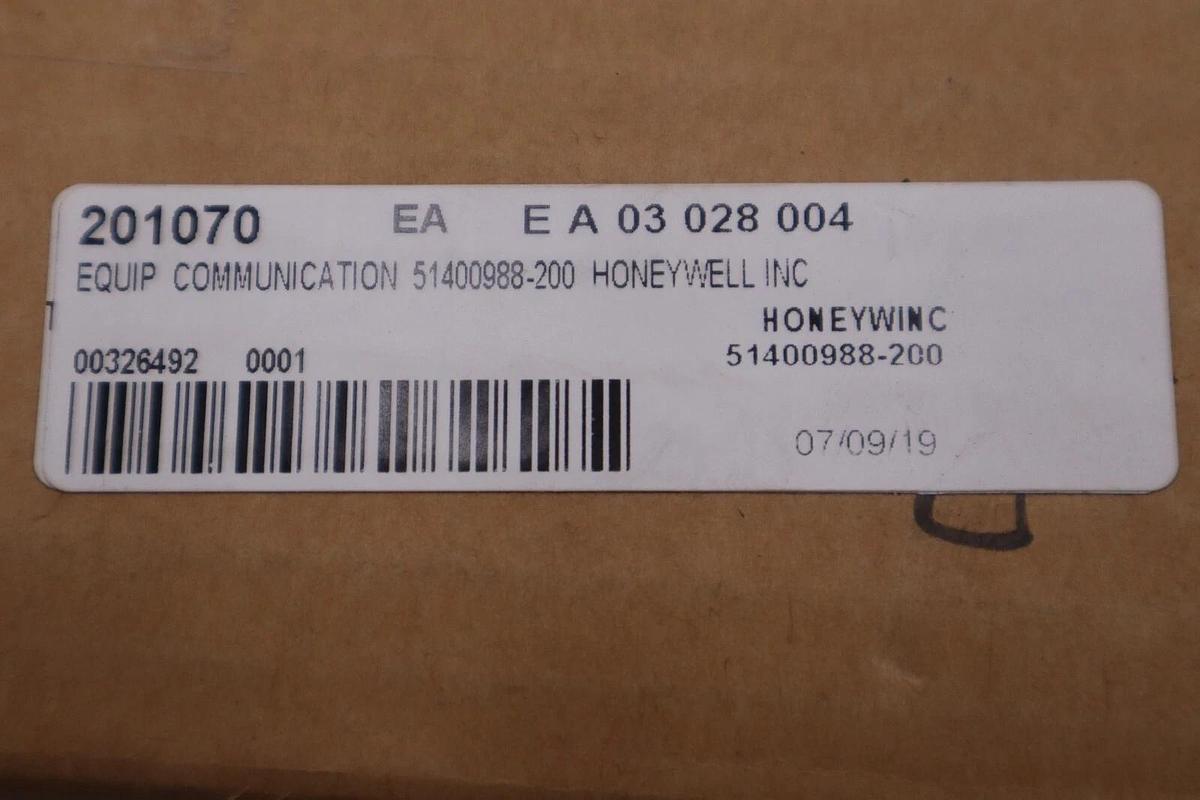 201070 EA E A 03 028 004
EQUIP COMMUNICATION 51400988-200 HONEYWELL INC
HONEYWINC
00326492 0001 51400988-200
07/09/19